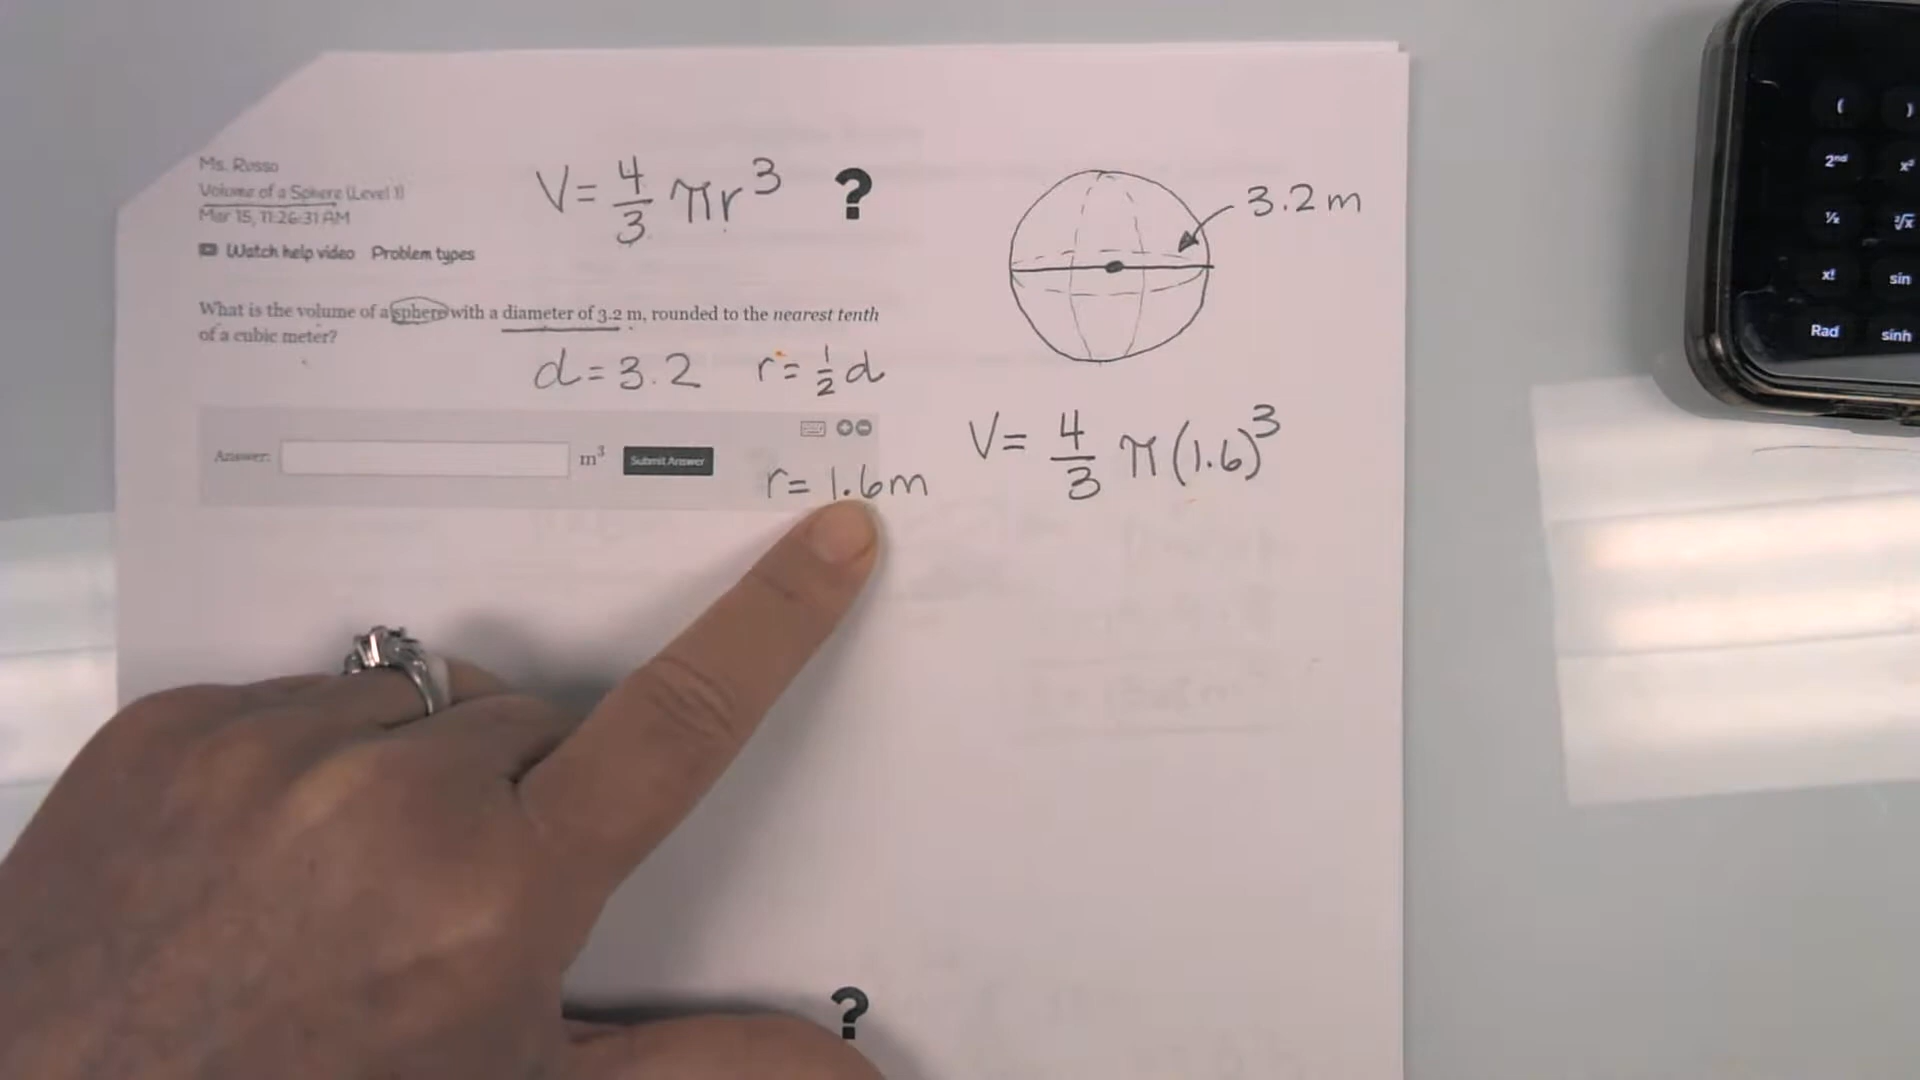 Ms. Russo
Volume of a Sphere (Level 1)
Mar 15, 11:26:31 AM
Watch help video Problem types
V = 4/3 πr³ ?
3.2 m
What is the volume of a sphere with a diameter of 3.2 m, rounded to the nearest tenth
of a cubic meter?
d = 3.2 r = 1/2 d
Answer: m³ Submit Answer
r = 1.6m
V = 4/3 π(1.6)³
?
( )
2nd x²
1/x ²√x
x! sin
Rad sinh